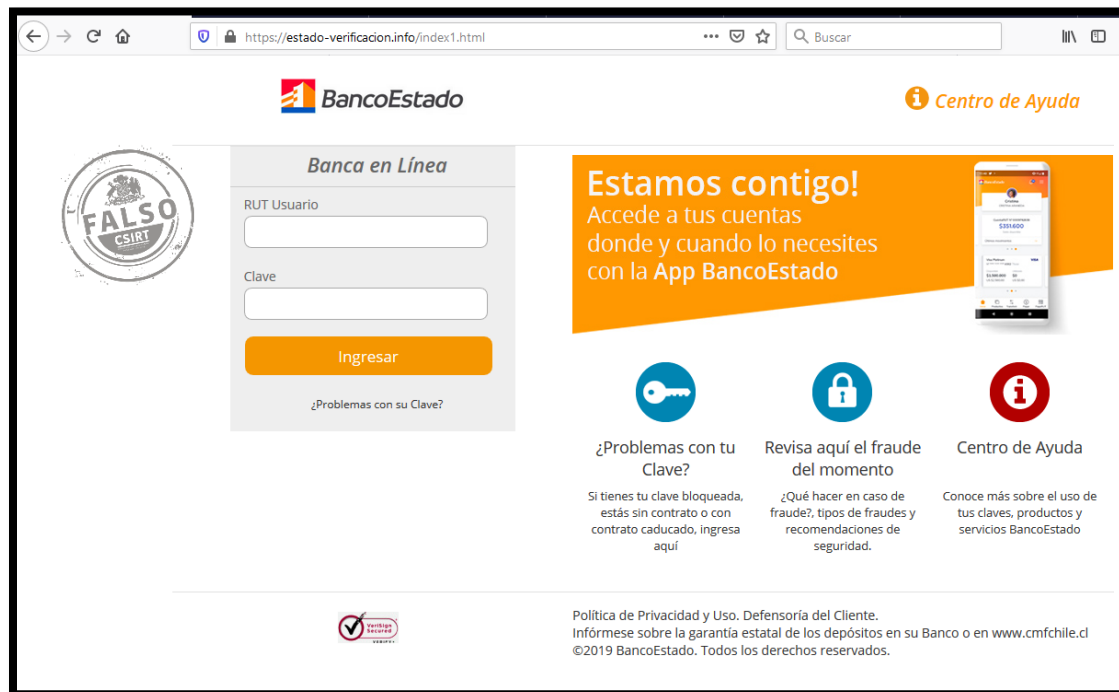 https://estado-verificacion.info/index1.html
Buscar
BancoEstado
Centro de Ayuda
FALSO
CSIRT
Banca en Línea
RUT Usuario
Clave
Ingresar
¿Problemas con su Clave?
Estamos contigo!
Accede a tus cuentas
donde y cuando lo necesites
con la App BancoEstado
$351.600
¿Problemas con tu
Clave?
Si tienes tu clave bloqueada,
estás sin contrato o con
contrato caducado, ingresa
aquí
Revisa aquí el fraude
del momento
¿Qué hacer en caso de
fraude?, tipos de fraudes y
recomendaciones de
seguridad.
Centro de Ayuda
Conoce más sobre el uso de
tus claves, productos y
servicios BancoEstado
VeriSign
Secured
Política de Privacidad y Uso. Defensoría del Cliente.
Infórmese sobre la garantía estatal de los depósitos en su Banco o en www.cmfchile.cl
©2019 BancoEstado. Todos los derechos reservados.